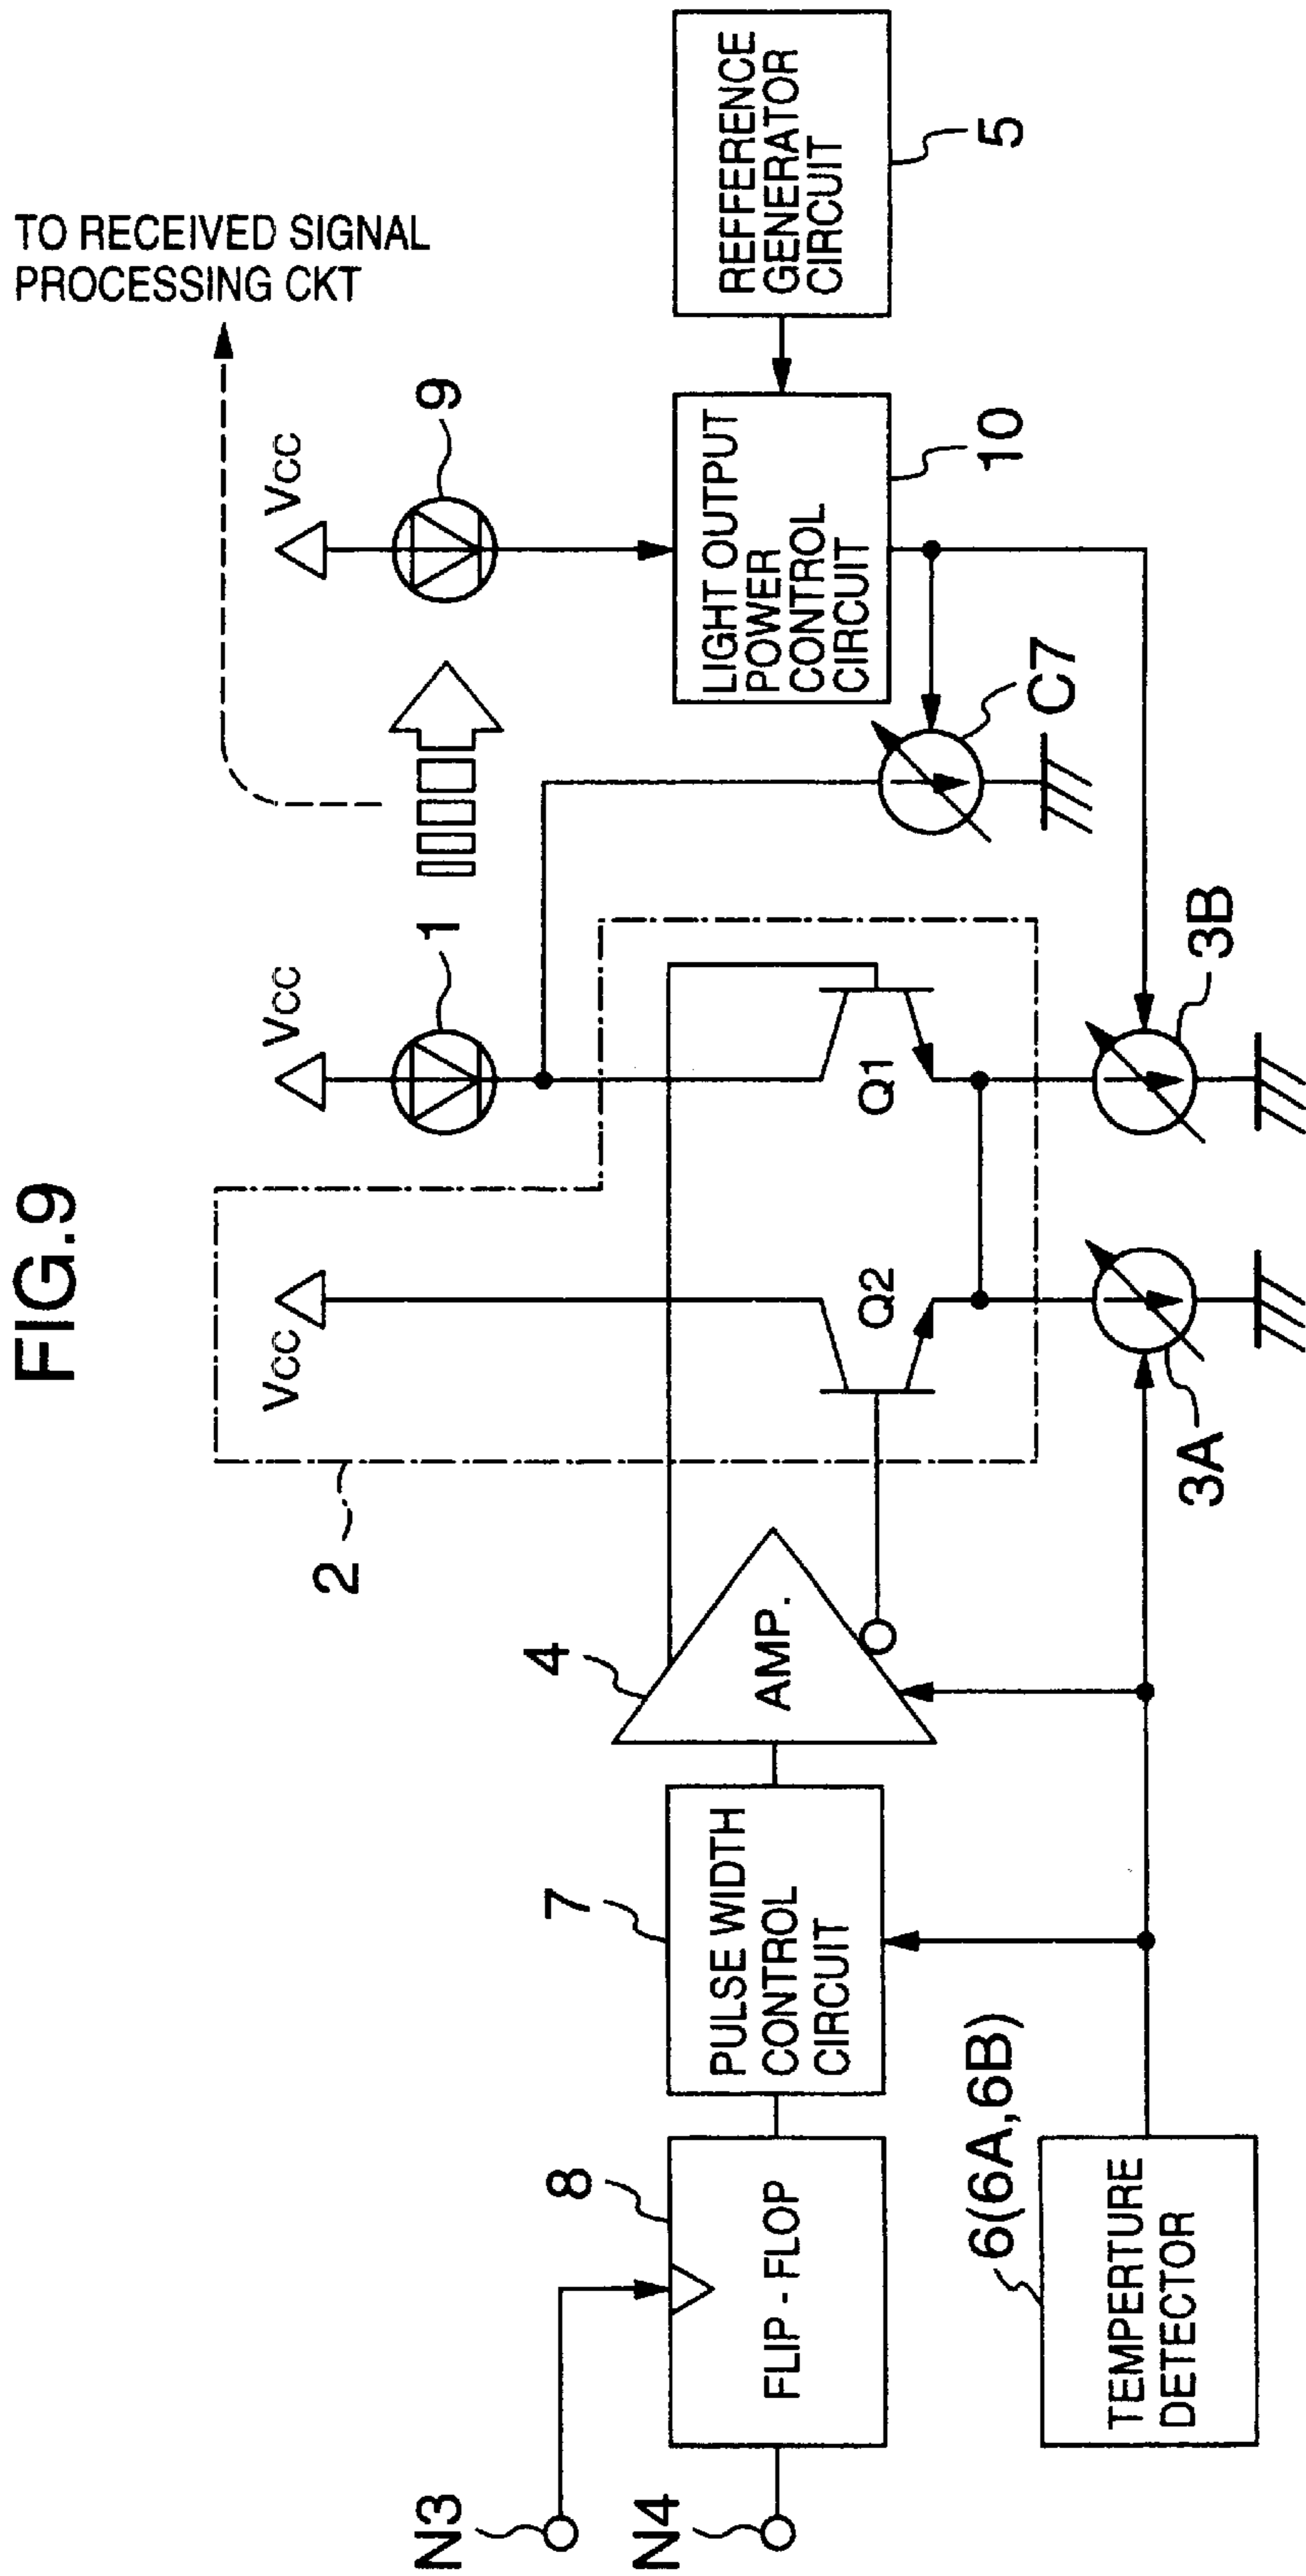 FIG.9
TO RECEIVED SIGNAL
PROCESSING CKT
Vcc
Vcc
Vcc
1
9
2
4
AMP.
7
PULSE WIDTH
CONTROL
CIRCUIT
8
FLIP - FLOP
N3
N4
Q2
Q1
LIGHT OUTPUT
POWER
CONTROL
CIRCUIT
10
REFFERENCE
GENERATOR
CIRCUIT
5
C7
3A
3B
6(6A,6B)
TEMPERTURE
DETECTOR